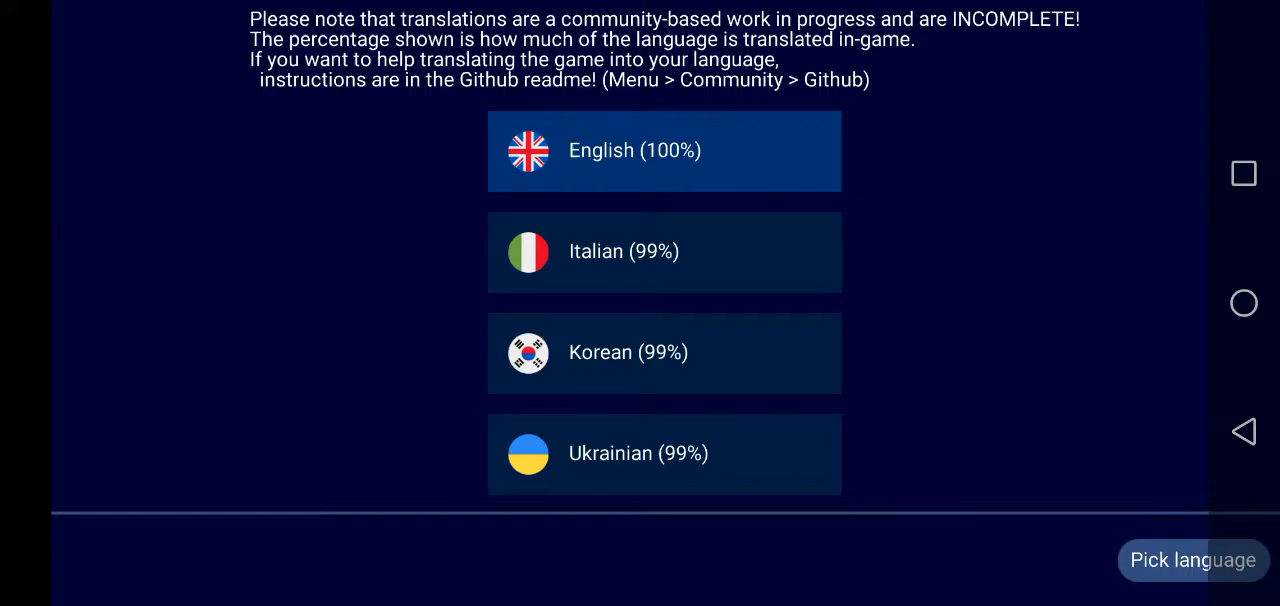 Please note that translations are a community-based work in progress and are INCOMPLETE!
The percentage shown is how much of the language is translated in-game.
If you want to help translating the game into your language,
instructions are in the Github readme! (Menu > Community > Github)
English (100%)
Italian (99%)
Korean (99%)
Ukrainian (99%)
Pick language